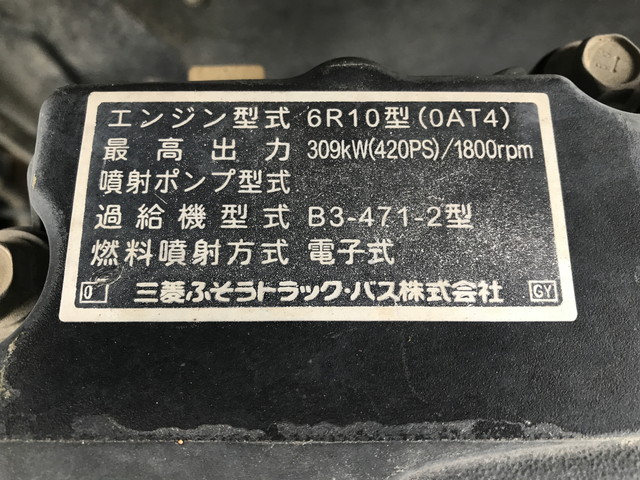 エンジン型式 6R10型(0AT4)
最高出力 309kW(420PS)/1800rpm
噴射ポンプ型式
過給機型式 B3-471-2型
燃料噴射方式 電子式
0 三菱ふそうトラック・バス株式会社 GY